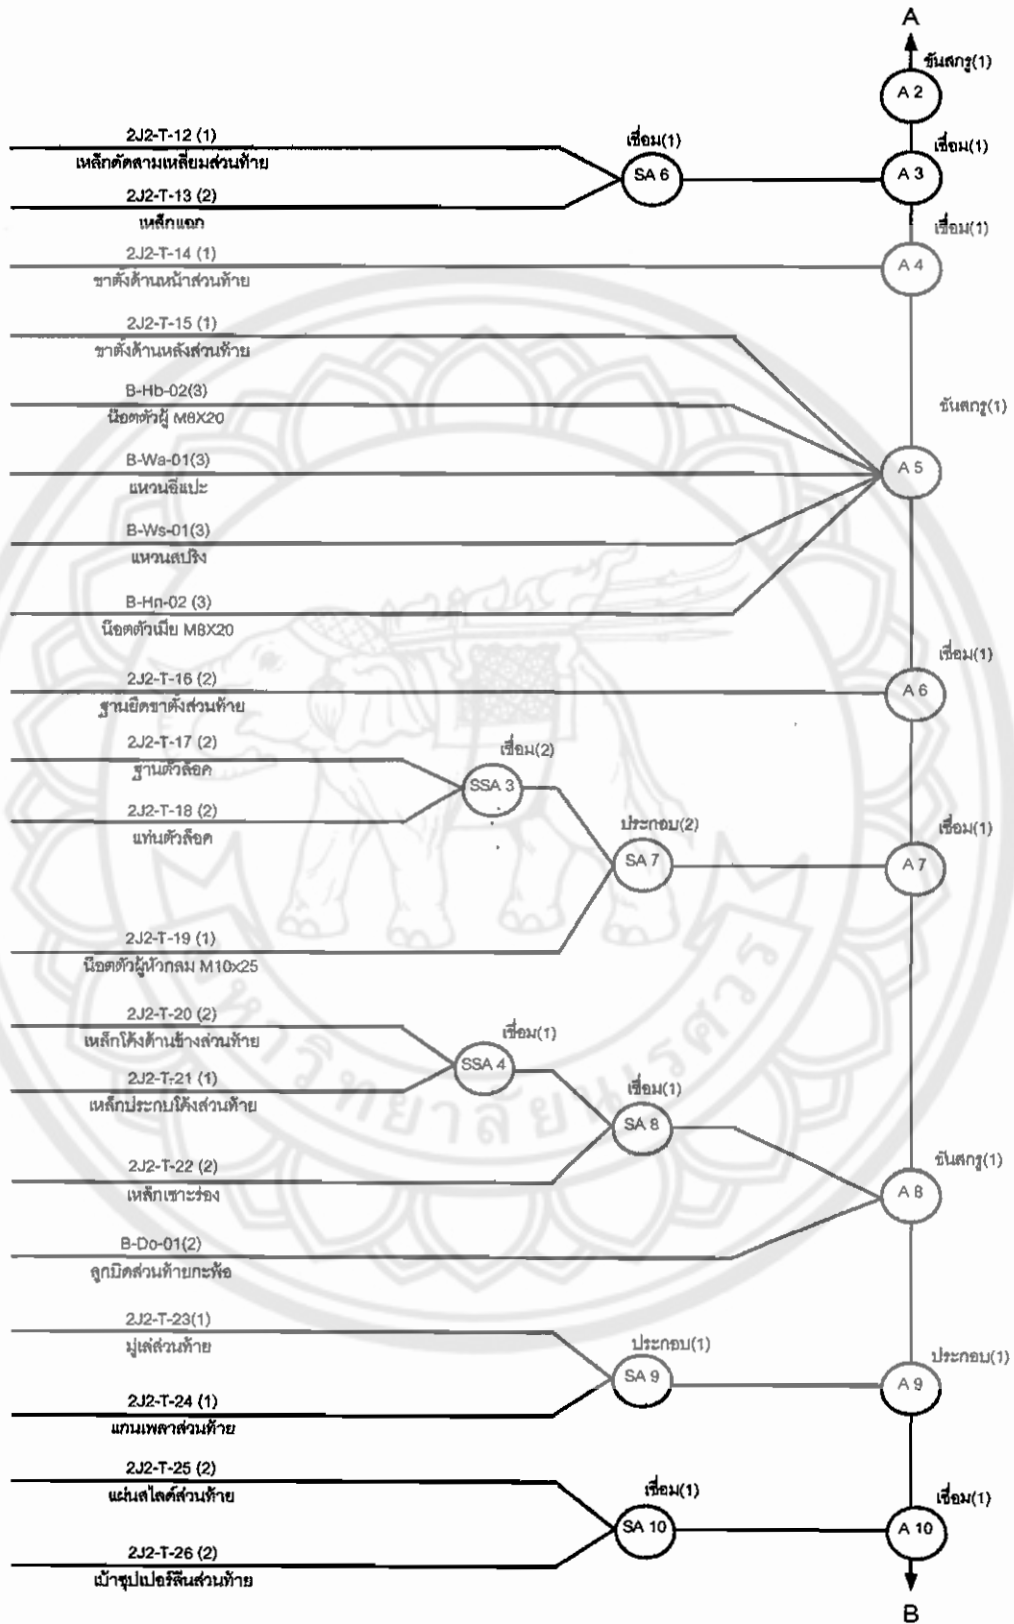 A
ขันสกรู(1)
A 2
2J2-T-12 (1)
เหล็กดัดสามเหลี่ยมส่วนท้าย
เชื่อม(1)
SA 6
เชื่อม(1)
A 3
2J2-T-13 (2)
เหล็กแฉก
เชื่อม(1)
2J2-T-14 (1)
A 4
ขาตั้งด้านหน้าส่วนท้าย
2J2-T-15 (1)
ขาตั้งด้านหลังส่วนท้าย
B-Hb-02(3)
น๊อตตัวผู้ M8X20
ขันสกรู(1)
B-Wa-01(3)
แหวนอีแปะ
A 5
B-Ws-01(3)
แหวนสปริง
B-Hn-02 (3)
น๊อตตัวเมีย M8X20
เชื่อม(1)
2J2-T-16 (2)
A 6
ฐานยึดขาตั้งส่วนท้าย
2J2-T-17 (2)
ฐานตัวล็อค
เชื่อม(2)
SSA 3
2J2-T-18 (2)
แท่นตัวล็อค
ประกอบ(2)
SA 7
เชื่อม(1)
A 7
2J2-T-19 (1)
น๊อตตัวผู้หัวกลม M10x25
2J2-T-20 (2)
เหล็กโค้งด้านข้างส่วนท้าย
เชื่อม(1)
SSA 4
2J2-T-21 (1)
เหล็กประกบโค้งส่วนท้าย
เชื่อม(1)
SA 8
2J2-T-22 (2)
เหล็กเซาะร่อง
ขันสกรู(1)
A 8
B-Do-01(2)
ลูกบิดส่วนท้ายกะพ้อ
2J2-T-23(1)
มู่เล่ส่วนท้าย
ประกอบ(1)
SA 9
ประกอบ(1)
A 9
2J2-T-24 (1)
แกนเพลาส่วนท้าย
2J2-T-25 (2)
แผ่นสไลด์ส่วนท้าย
เชื่อม(1)
SA 10
เชื่อม(1)
A 10
2J2-T-26 (2)
เบ้าซุปเปอร์ลีนส่วนท้าย
B
มหาวิทยาลัยนเรศวร